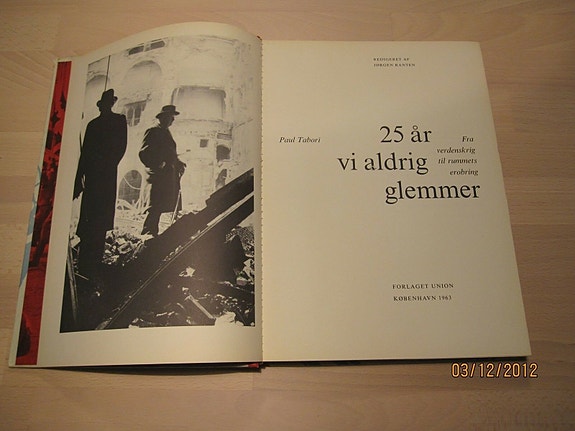 REDIGERET AF
JØRGEN KANTEN
Paul Tabori
25 år
vi aldrig
glemmer
Fra
verdenskrig
til rummets
erobring
FORLAGET UNION
KØBENHAVN 1963
03/12/2012